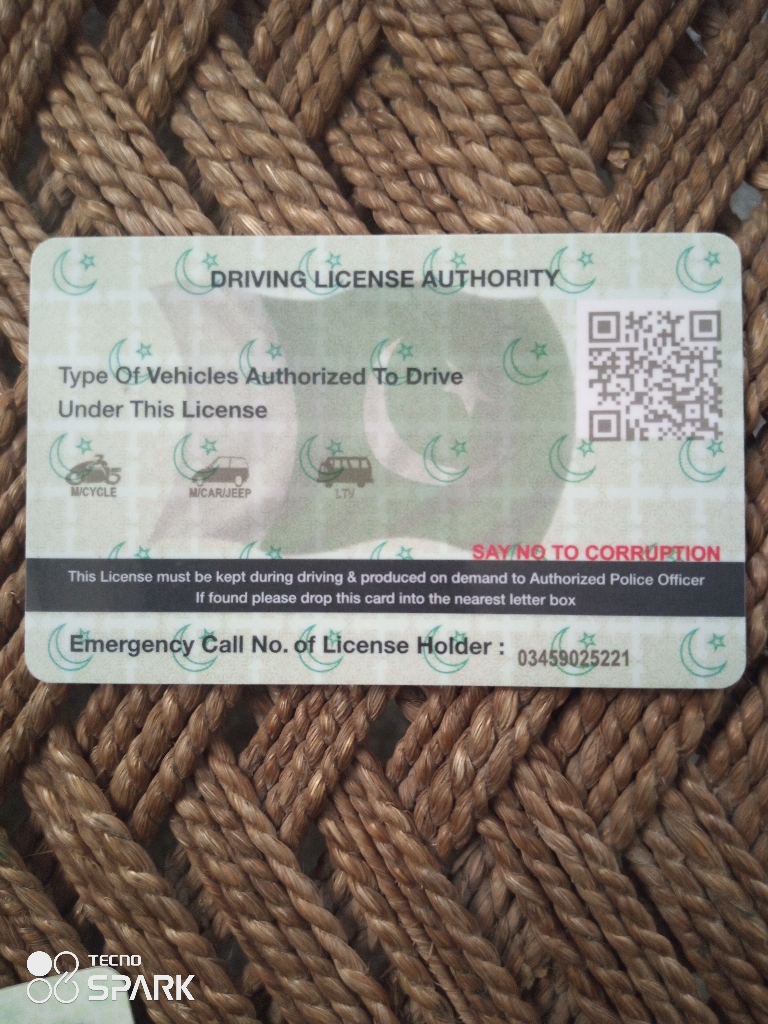 DRIVING LICENSE AUTHORITY
Type Of Vehicles Authorized To Drive
Under This License
M/CYCLE
M/CAR/JEEP
LTV
SAY NO TO CORRUPTION
This License must be kept during driving & produced on demand to Authorized Police Officer
If found please drop this card into the nearest letter box
Emergency Call No. of License Holder : 03459025221
TECNO
SPARK